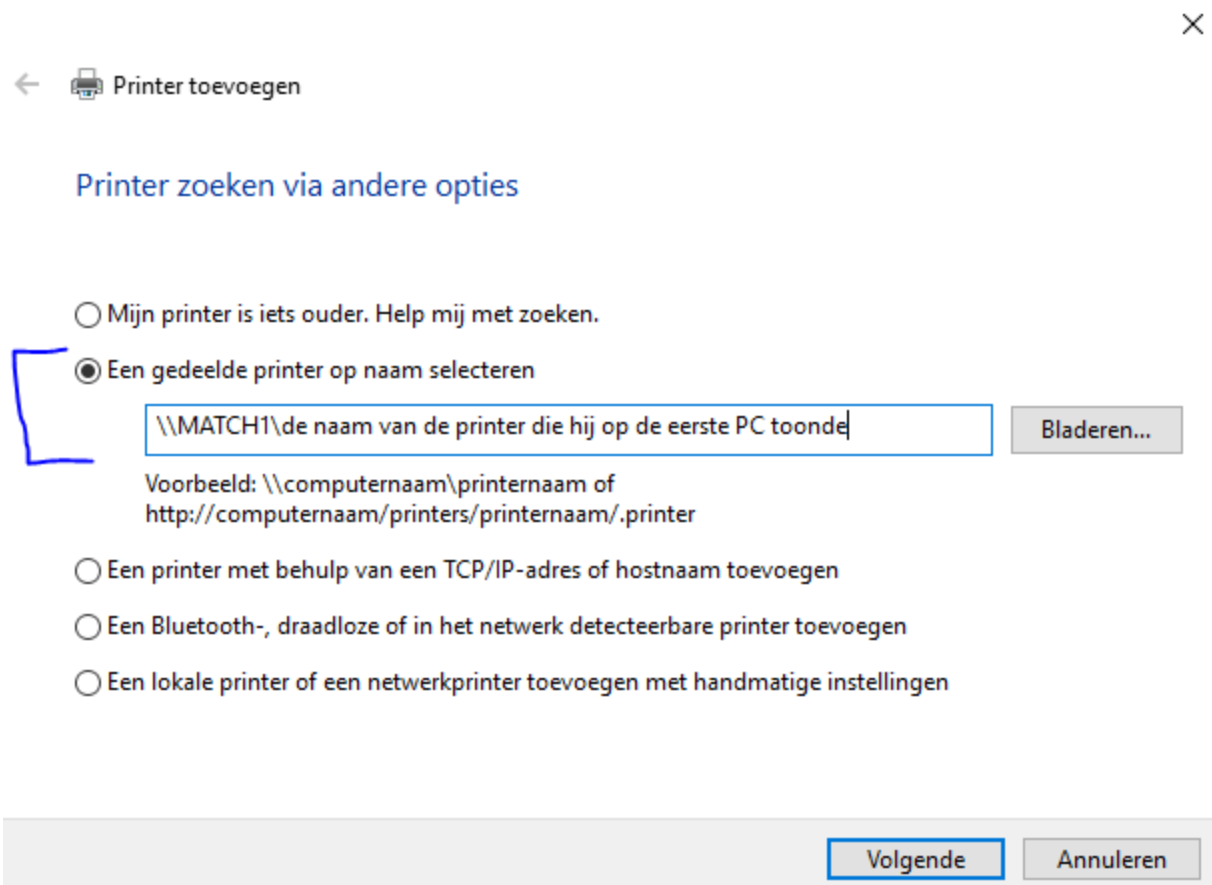 Printer toevoegen
Printer zoeken via andere opties
Mijn printer is iets ouder. Help mij met zoeken.
Een gedeelde printer op naam selecteren
\\MATCH1\de naam van de printer die hij op de eerste PC toonde
Bladeren...
Voorbeeld: \\computernaam\printernaam of
http://computernaam/printers/printernaam/.printer
Een printer met behulp van een TCP/IP-adres of hostnaam toevoegen
Een Bluetooth-, draadloze of in het netwerk detecteerbare printer toevoegen
Een lokale printer of een netwerkprinter toevoegen met handmatige instellingen
Volgende
Annuleren